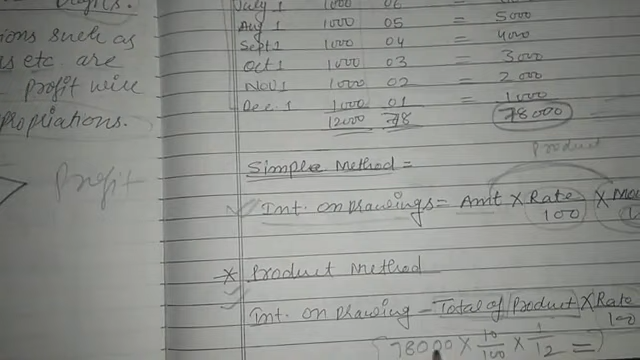 July 1 1000 06 =
Aug 1 1000 05 = 5000
Sept 1 1000 04 = 4000
Oct 1 1000 03 = 3000
Nov 1 1000 02 = 2000
Dec. 1 1000 01 = 1000
12000 78 78000
ions such as
etc. are
profit will
Profit
Product
Simple Method =
Int. on Drawings = Amt × Rate / 100 ×
* Product Method
Int. on Drawing = Total of Product × Rate / 100
78000 × 10/100 × 1/12 =